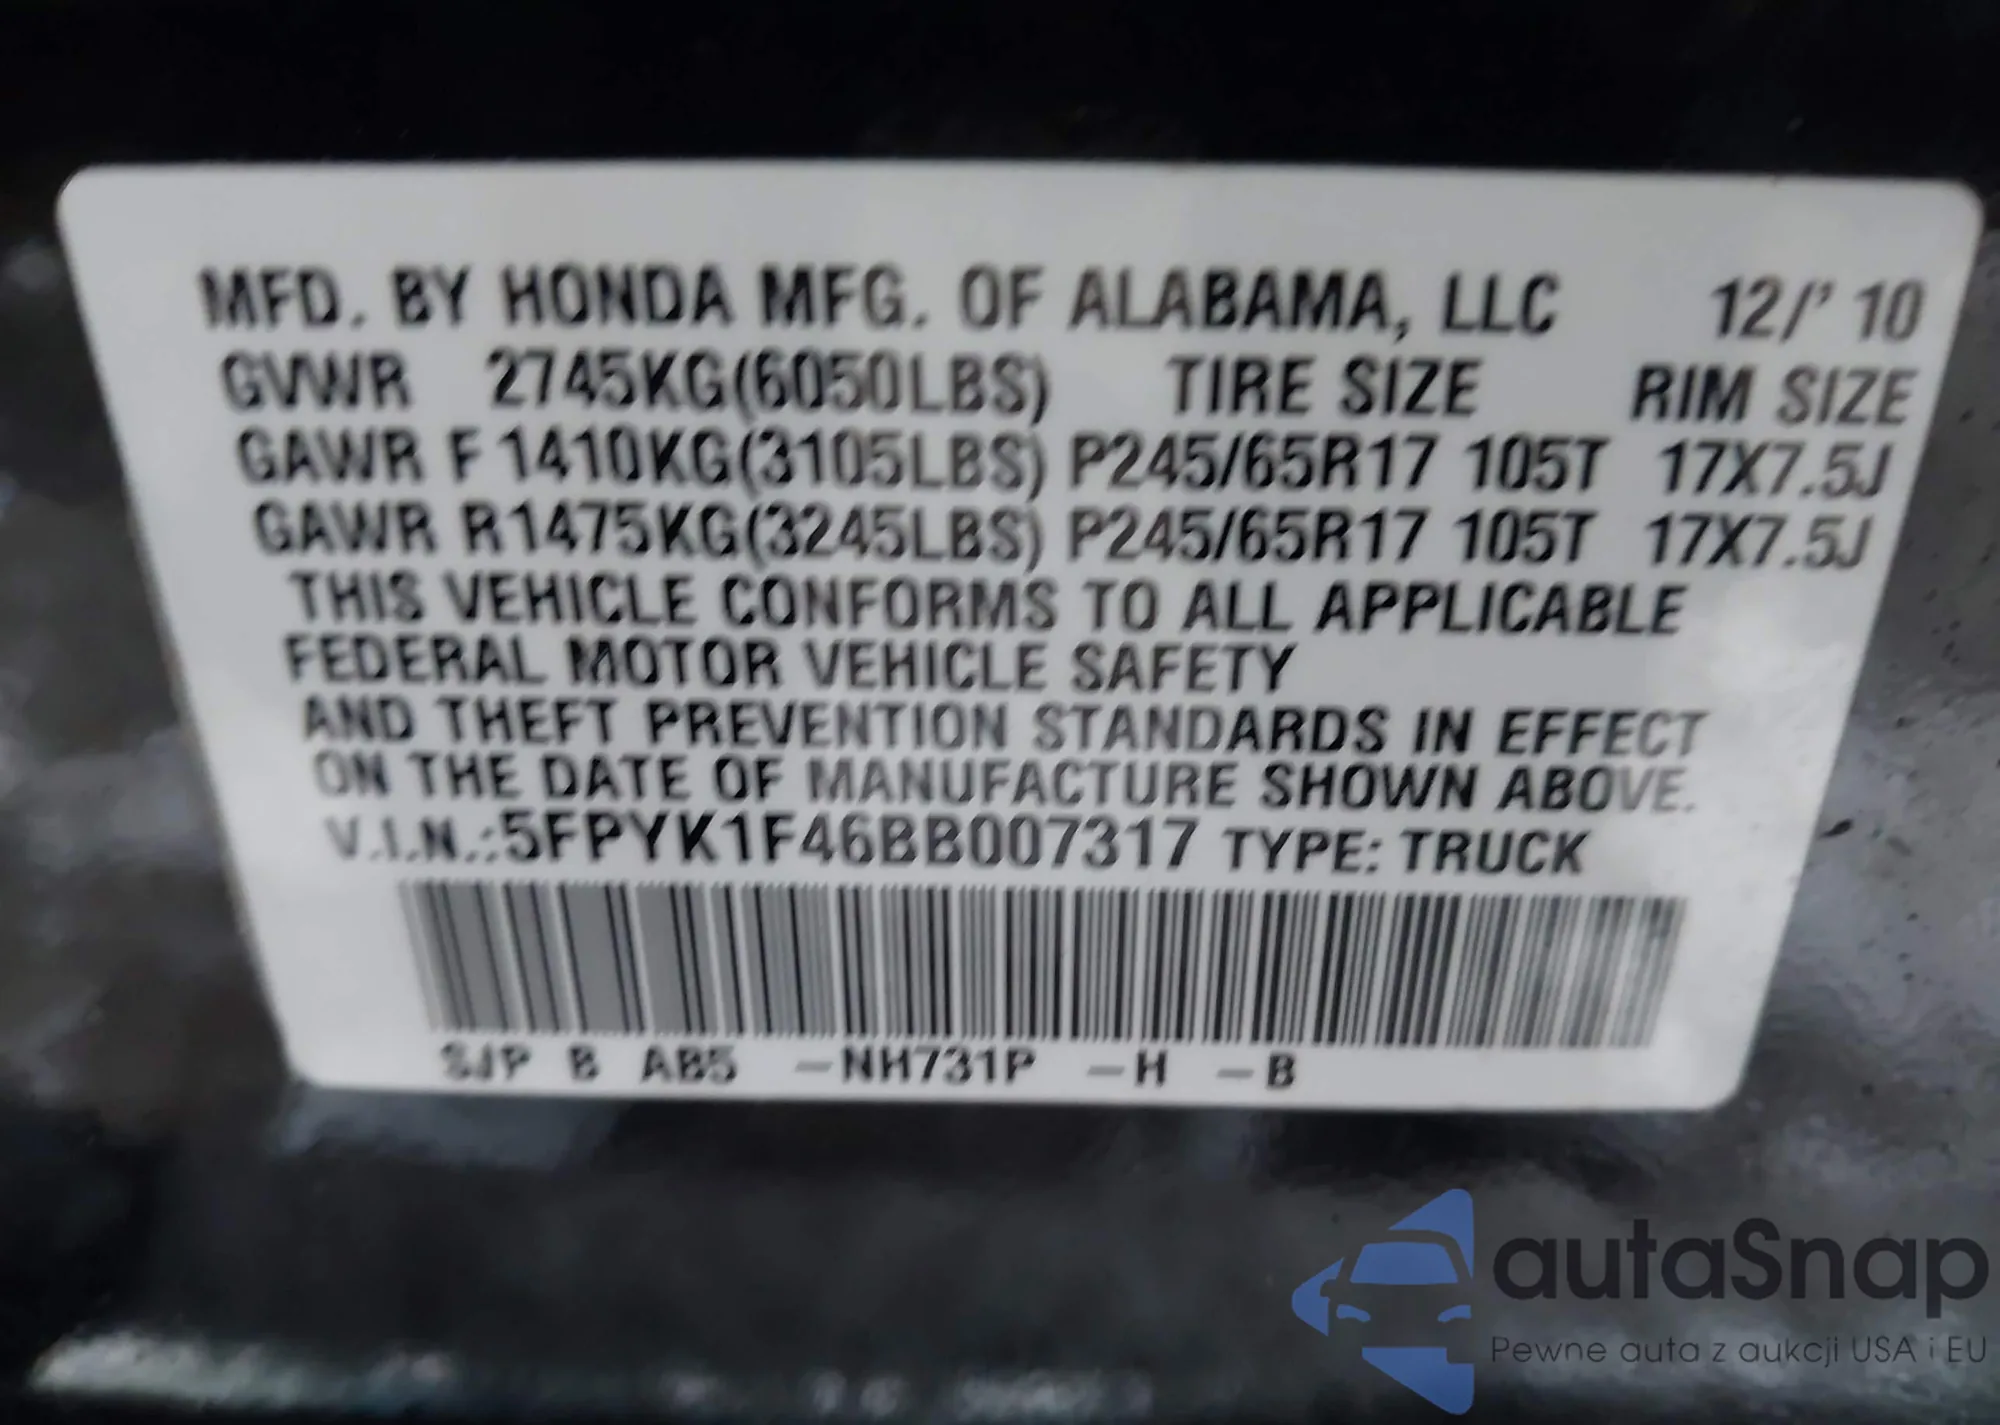 MFD. BY HONDA MFG. OF ALABAMA, LLC 12/' 10
GVWR 2745KG(6050LBS) TIRE SIZE RIM SIZE
GAWR F 1410KG(3105LBS) P245/65R17 105T 17X7.5J
GAWR R1475KG(3245LBS) P245/65R17 105T 17X7.5J
THIS VEHICLE CONFORMS TO ALL APPLICABLE
FEDERAL MOTOR VEHICLE SAFETY
AND THEFT PREVENTION STANDARDS IN EFFECT
ON THE DATE OF MANUFACTURE SHOWN ABOVE.
V.I.N.:5FPYK1F46BB007317 TYPE: TRUCK
SJP B AB5 –NH731P –H –B
autaSnap
Pewne auta z aukcji USA i EU